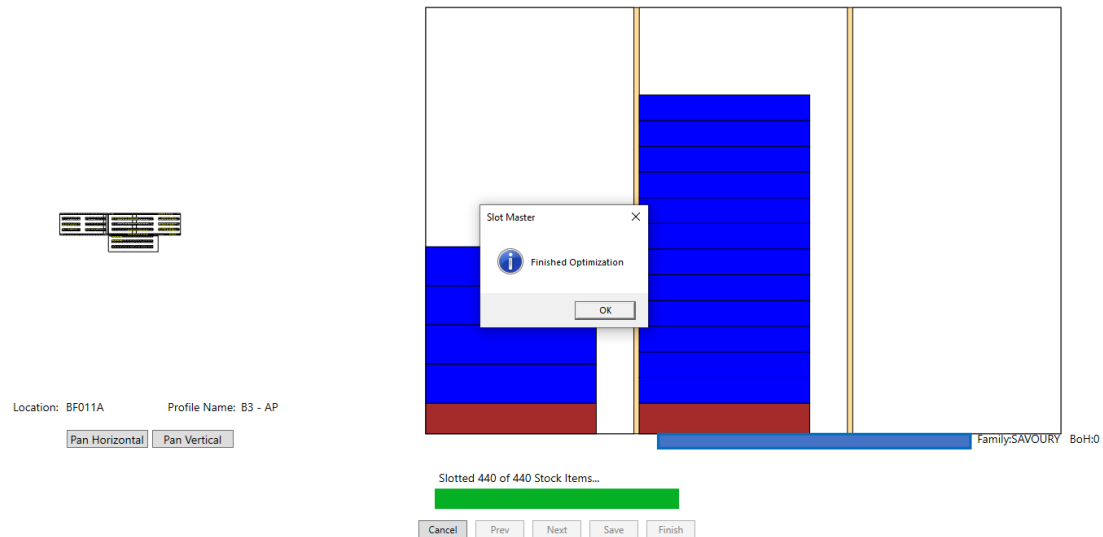 Slot Master
Finished Optimization
OK
Location: BF011A Profile Name: B3 - AP
Pan Horizontal Pan Vertical
Family:SAVOURY BoH:0
Slotted 440 of 440 Stock Items...
Cancel Prev Next Save Finish